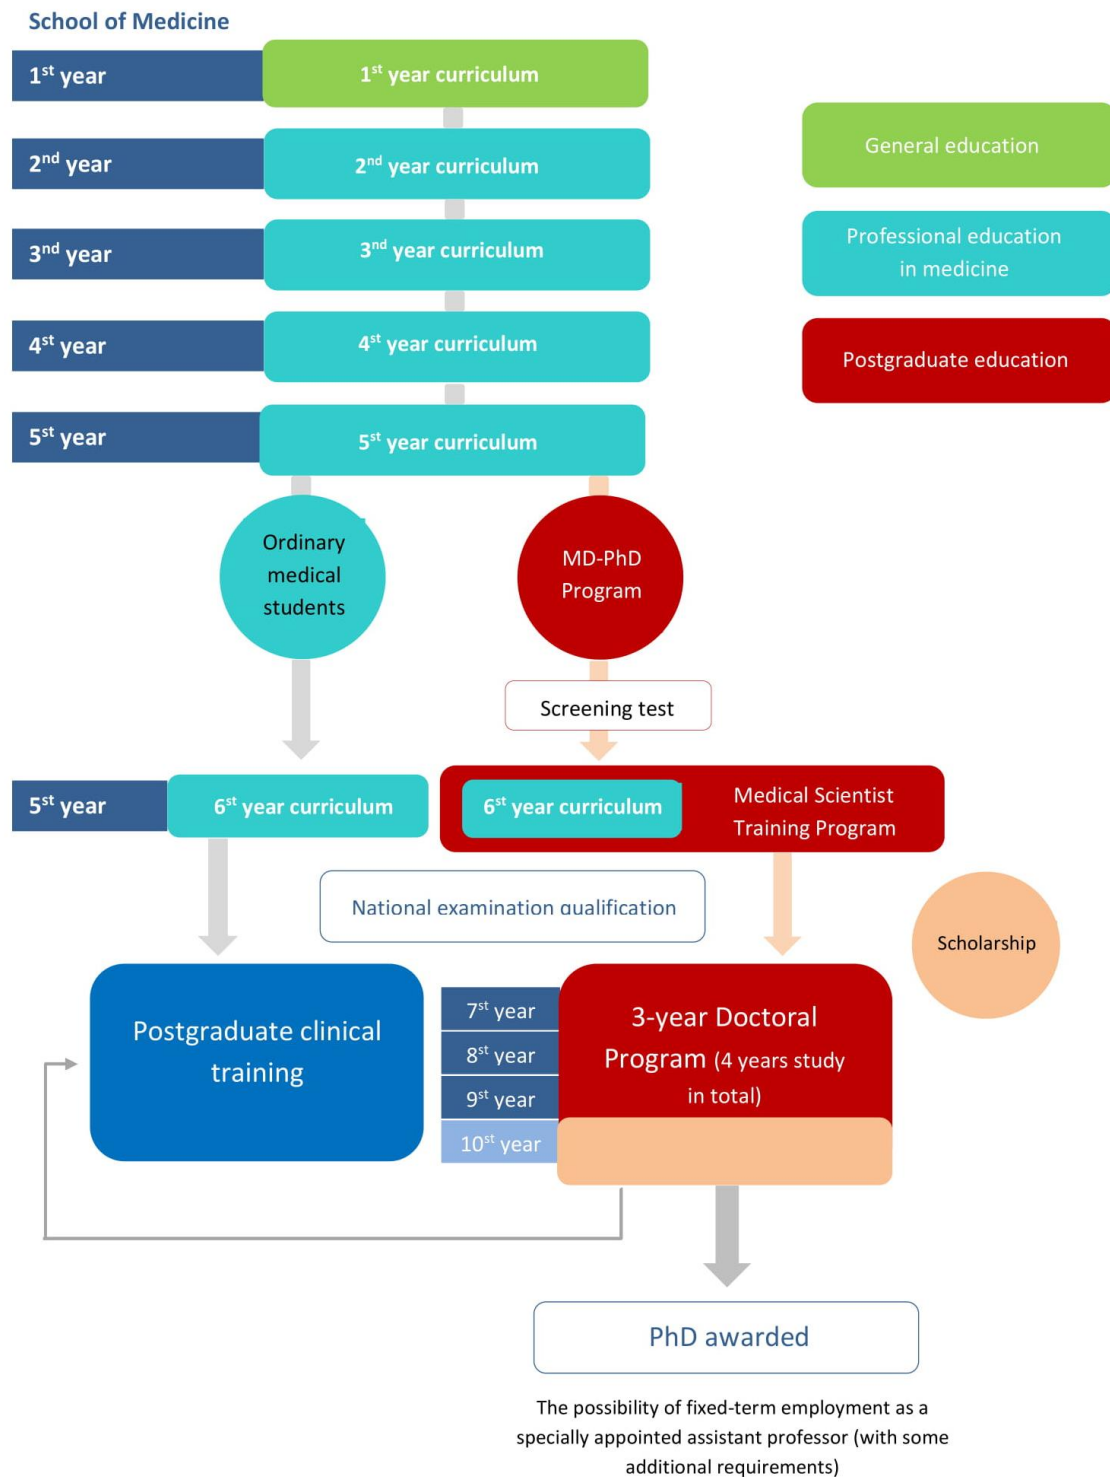 School of Medicine
1st year
1st year curriculum
2nd year
2nd year curriculum
3nd year
3nd year curriculum
4st year
4st year curriculum
5st year
5st year curriculum
General education
Professional education
in medicine
Postgraduate education
Ordinary
medical
students
MD-PhD
Program
Screening test
5st year
6st year curriculum
6st year curriculum
Medical Scientist
Training Program
National examination qualification
Scholarship
Postgraduate clinical
training
7st year
8st year
9st year
10st year
3-year Doctoral
Program (4 years study
in total)
PhD awarded
The possibility of fixed-term employment as a
specially appointed assistant professor (with some
additional requirements)